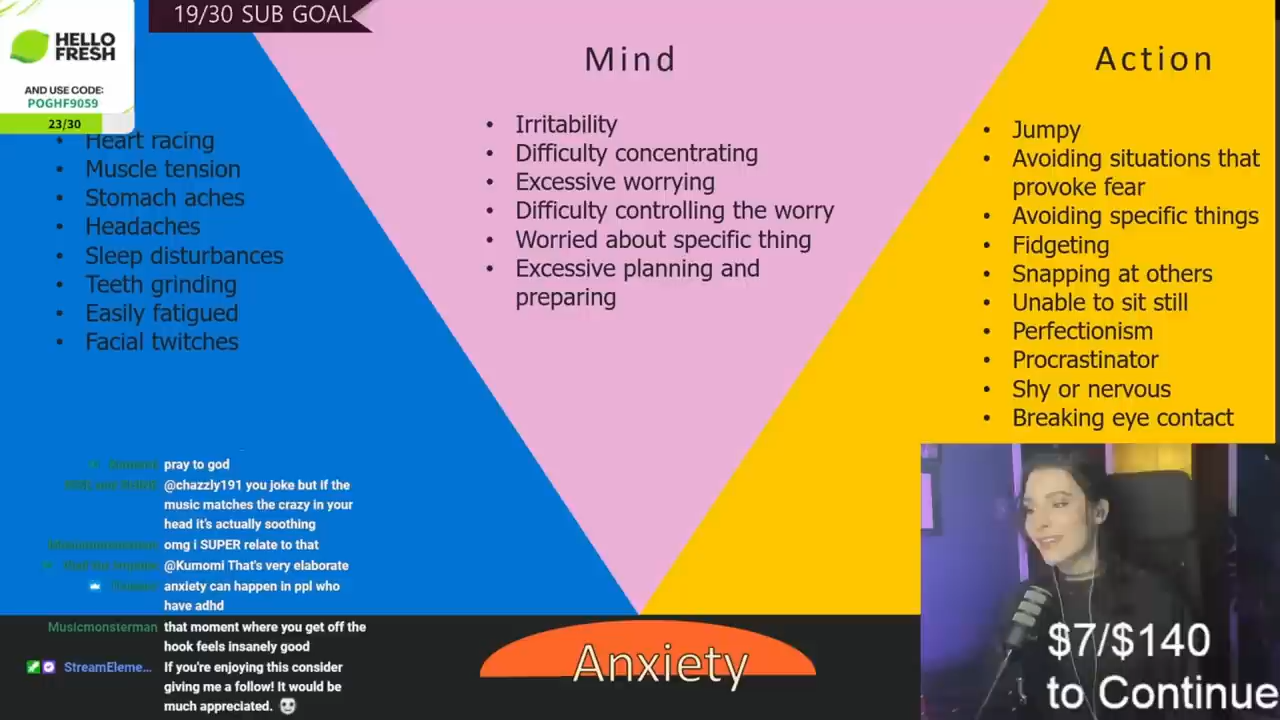 19/30 SUB GOAL
HELLO
FRESH
AND USE CODE:
POGHF9059
23/30
Heart racing
• Muscle tension
• Stomach aches
• Headaches
• Sleep disturbances
• Teeth grinding
• Easily fatigued
• Facial twitches
Mind
• Irritability
• Difficulty concentrating
• Excessive worrying
• Difficulty controlling the worry
• Worried about specific thing
• Excessive planning and
preparing
Action
• Jumpy
• Avoiding situations that
provoke fear
• Avoiding specific things
• Fidgeting
• Snapping at others
• Unable to sit still
• Perfectionism
• Procrastinator
• Shy or nervous
• Breaking eye contact
pray to god
@chazzly191 you joke but if the
music matches the crazy in your
head it's actually soothing
omg i SUPER relate to that
@Kumomi That's very elaborate
anxiety can happen in ppl who
have adhd
Musicmonsterman that moment where you get off the
hook feels insanely good
StreamEleme... If you're enjoying this consider
giving me a follow! It would be
much appreciated.
Anxiety
$7/$140
to Continue